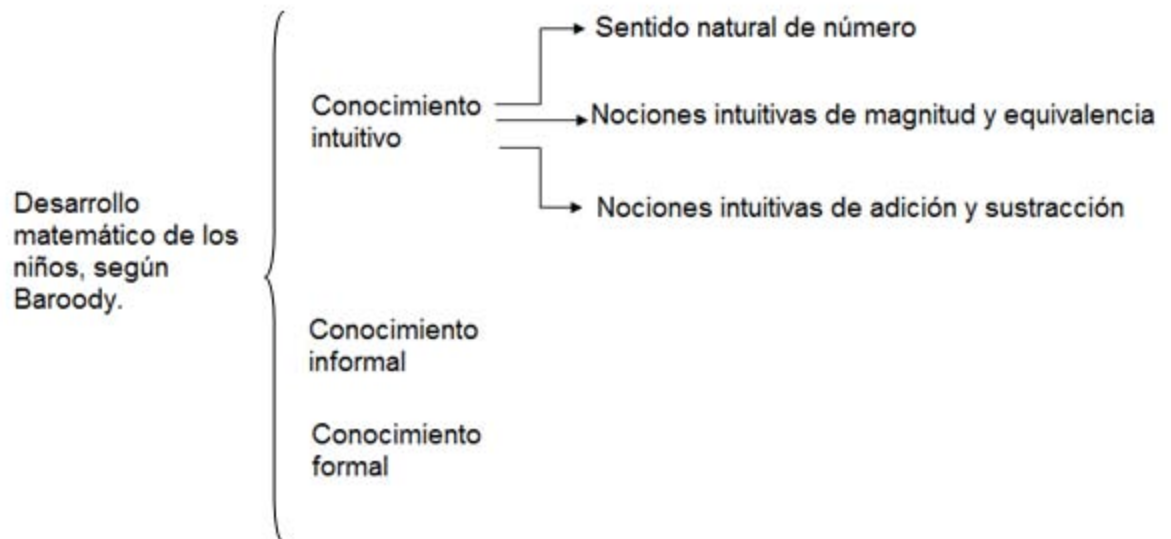 Desarrollo
matemático de los
niños, según
Baroody.
Conocimiento
intuitivo
Sentido natural de número
Nociones intuitivas de magnitud y equivalencia
Nociones intuitivas de adición y sustracción
Conocimiento
informal
Conocimiento
formal